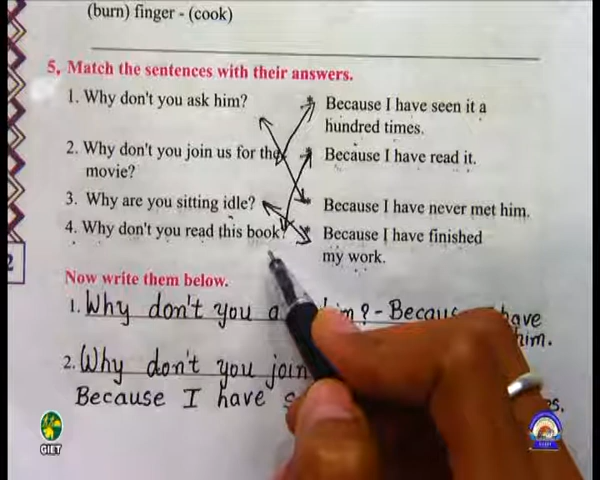 (burn) finger - (cook)
5. Match the sentences with their answers.
1. Why don't you ask him?
Because I have seen it a
hundred times.
2. Why don't you join us for the
movie?
Because I have read it.
3. Why are you sitting idle?
Because I have never met him.
4. Why don't you read this book?
Because I have finished
my work.
Now write them below.
1. Why don't you a him? - Because have
him.
2. Why don't you join
Because I have
GIET